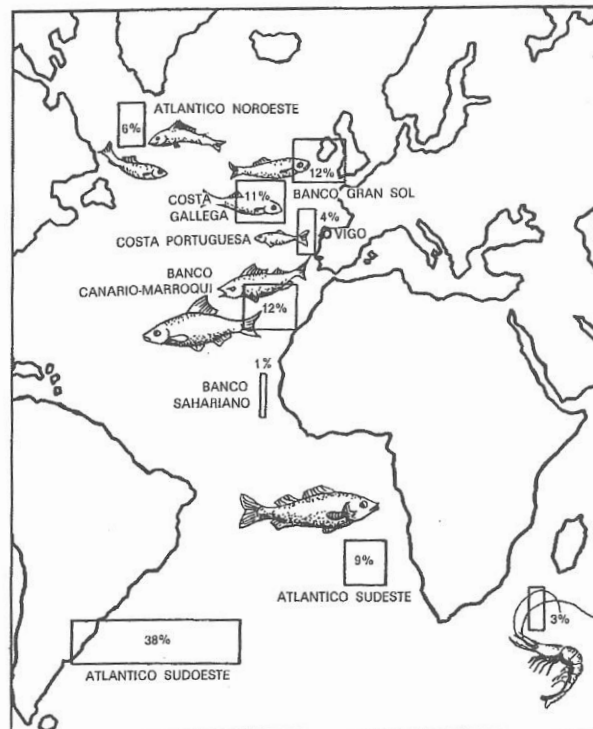 ATLANTICO NOROESTE
6%
12%
BANCO GRAN SOL
COSTA
GALLEGA
11%
4%
VIGO
COSTA PORTUGUESA
BANCO
CANARIO-MARROQUI
12%
1%
BANCO
SAHARIANO
9%
ATLANTICO SUDESTE
3%
38%
ATLANTICO SUDOESTE